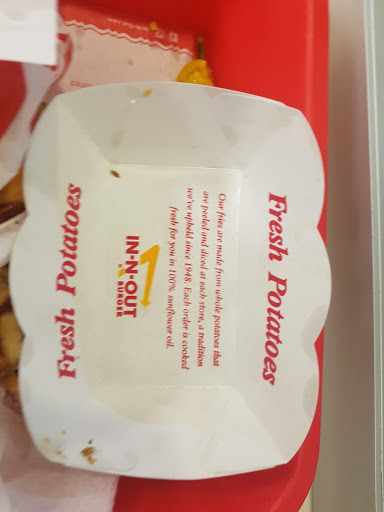 Fresh Potatoes
Our fries are made from whole potatoes that
are peeled and diced at each store, a tradition
we've upheld since 1948. Each order is cooked
fresh for you in 100% sunflower oil.
IN-N-OUT
BURGER
Fresh Potatoes